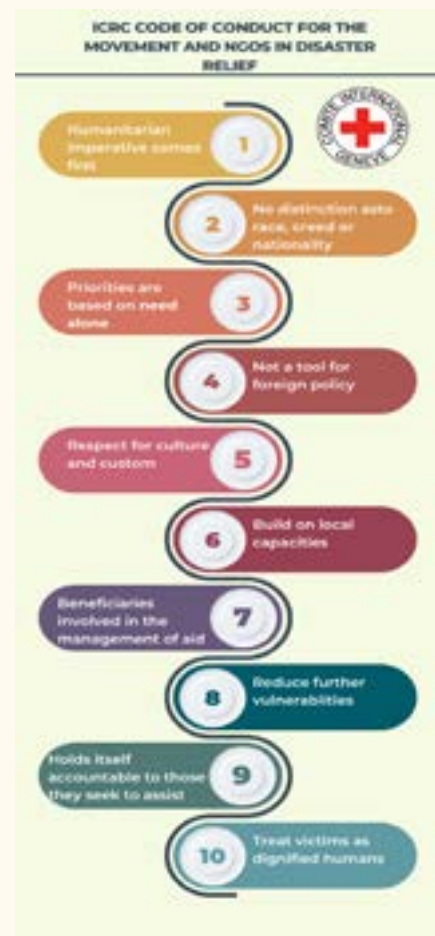 ICRC CODE OF CONDUCT FOR THE
MOVEMENT AND NGOS IN DISASTER
RELIEF
COMITE INTERNATIONAL
GENEVE
Humanitarian
imperative comes
first
1
2
No distinction asto
race, creed or
nationality
Priorities are
based on need
alone
3
4
Not a tool for
foreign policy
Respect for culture
and custom
5
6
Build on local
capacities
Beneficiaries
involved in the
management of aid
7
8
Reduce further
vulnerablities
Holds itself
accountable to those
they seek to assist
9
10
Treat victims as
dignified humans